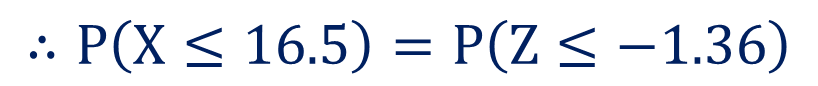 ∴ P(X ≤ 16.5) = P(Z ≤ −1.36)